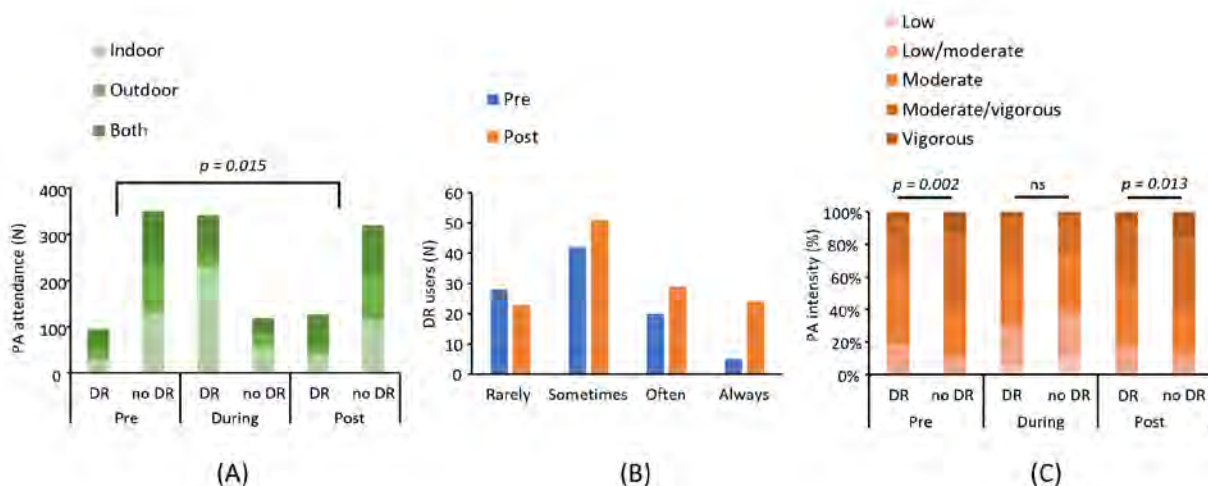 Indoor
Outdoor
Both
p = 0.015
PA attendance (N)
400
300
200
100
0
DR no DR DR no DR DR no DR
Pre During Post
(A)
Pre
Post
DR users (N)
60
50
40
30
20
10
0
Rarely Sometimes Often Always
(B)
Low
Low/moderate
Moderate
Moderate/vigorous
Vigorous
p = 0.002 ns p = 0.013
PA intensity (%)
100%
80%
60%
40%
20%
0%
DR no DR DR no DR DR no DR
Pre During Post
(C)